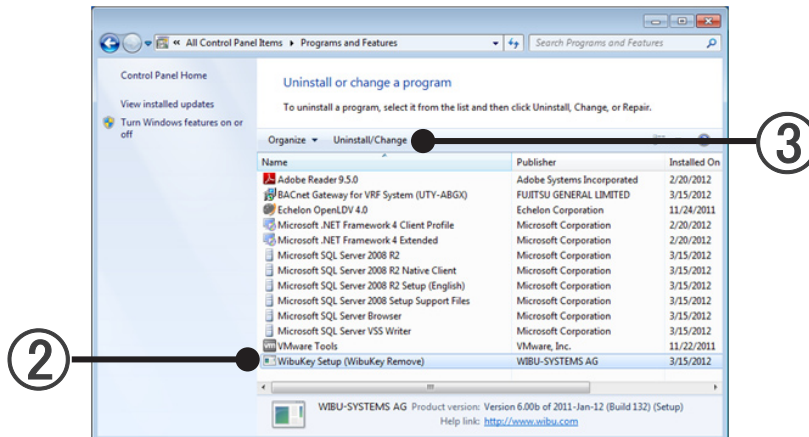 « All Control Panel Items ▸ Programs and Features
Search Programs and Features
Control Panel Home
View installed updates
Turn Windows features on or
off
Uninstall or change a program
To uninstall a program, select it from the list and then click Uninstall, Change, or Repair.
Organize Uninstall/Change
3
Name Publisher Installed On
Adobe Reader 9.5.0 Adobe Systems Incorporated 2/20/2012
BACnet Gateway for VRF System (UTY-ABGX) FUJITSU GENERAL LIMITED 3/15/2012
Echelon OpenLDV 4.0 Echelon Corporation 11/24/2011
Microsoft .NET Framework 4 Client Profile Microsoft Corporation 2/20/2012
Microsoft .NET Framework 4 Extended Microsoft Corporation 2/20/2012
Microsoft SQL Server 2008 R2 Microsoft Corporation 3/15/2012
Microsoft SQL Server 2008 R2 Native Client Microsoft Corporation 3/15/2012
Microsoft SQL Server 2008 R2 Setup (English) Microsoft Corporation 3/15/2012
Microsoft SQL Server 2008 Setup Support Files Microsoft Corporation 3/15/2012
Microsoft SQL Server Browser Microsoft Corporation 3/15/2012
Microsoft SQL Server VSS Writer Microsoft Corporation 3/15/2012
VMware Tools VMware, Inc. 11/22/2011
2
WibuKey Setup (WibuKey Remove) WIBU-SYSTEMS AG 3/15/2012
WIBU-SYSTEMS AG Product version: Version 6.00b of 2011-Jan-12 (Build 132) (Setup)
Help link: http://www.wibu.com